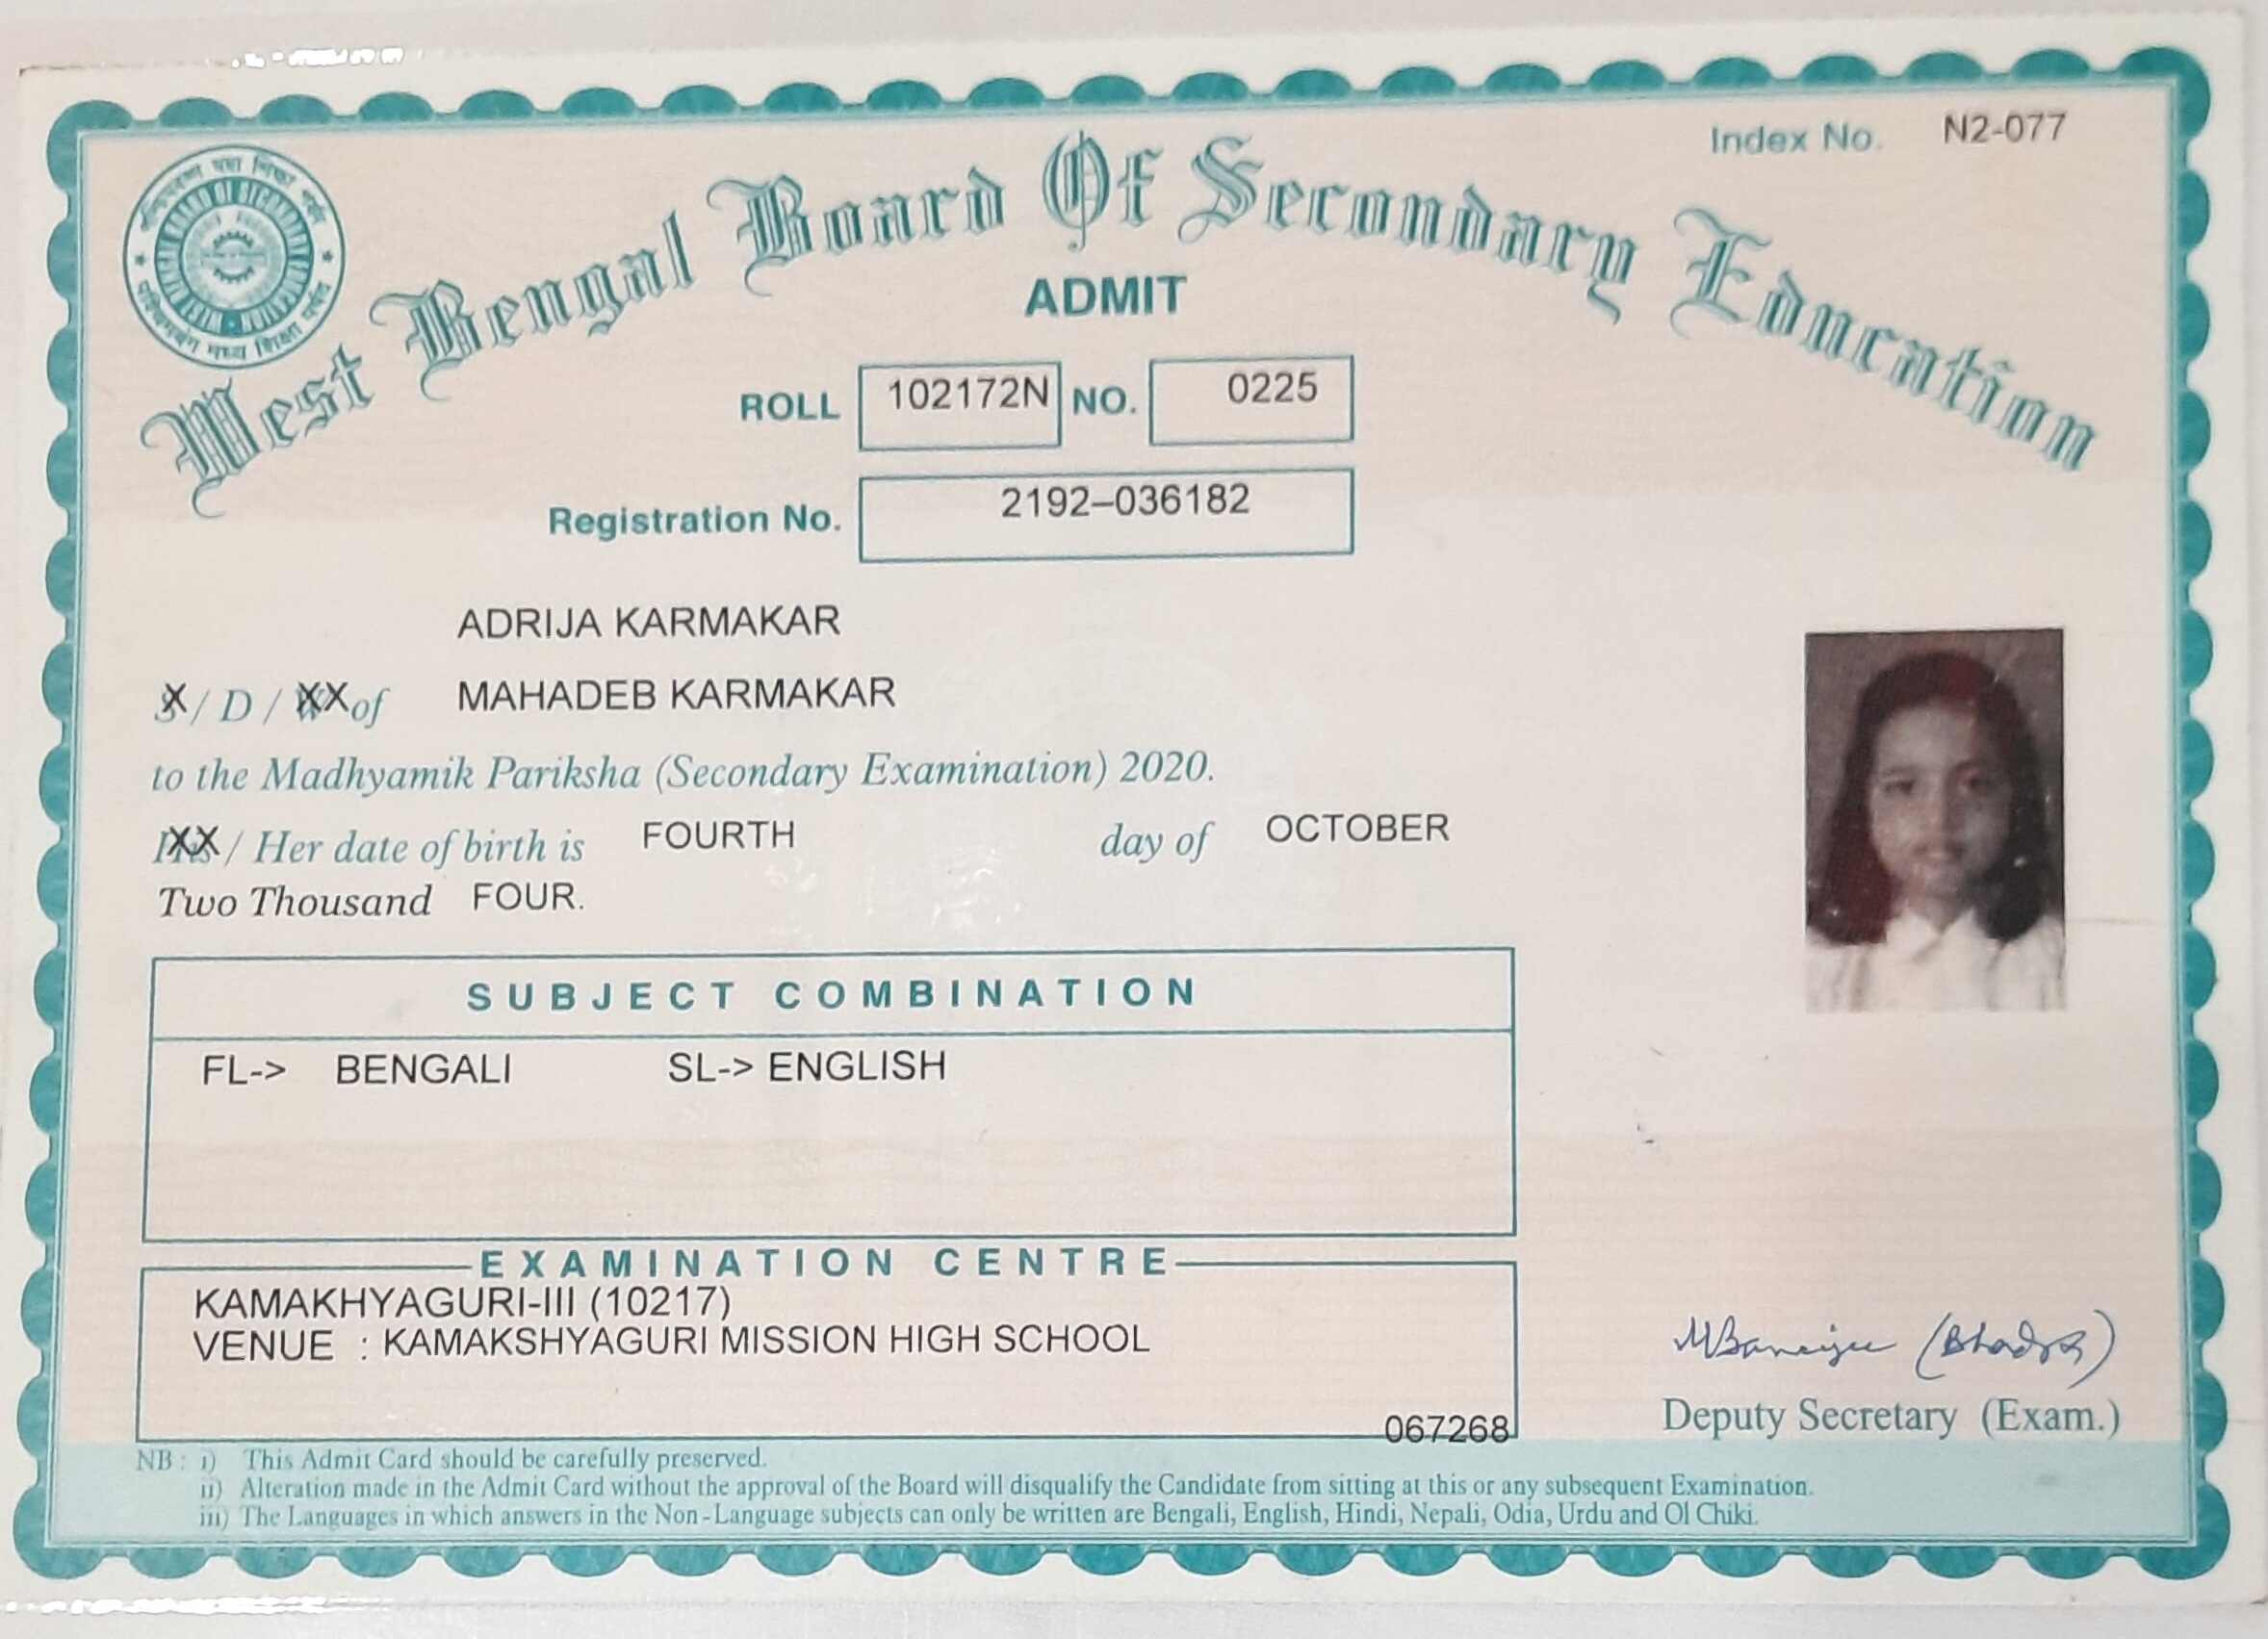 Index No. N2-077
West Bengal Board Of Secondary Education
ADMIT
ROLL 102172N NO. 0225
Registration No. 2192–036182
ADRIJA KARMAKAR
S / D / W of MAHADEB KARMAKAR
to the Madhyamik Pariksha (Secondary Examination) 2020.
His / Her date of birth is FOURTH day of OCTOBER
Two Thousand FOUR.
SUBJECT COMBINATION
FL-> BENGALI SL-> ENGLISH
EXAMINATION CENTRE
KAMAKHYAGURI-III (10217)
VENUE : KAMAKSHYAGURI MISSION HIGH SCHOOL
067268
MBanerjee (Bhadra)
Deputy Secretary (Exam.)
NB : i) This Admit Card should be carefully preserved.
ii) Alteration made in the Admit Card without the approval of the Board will disqualify the Candidate from sitting at this or any subsequent Examination.
iii) The Languages in which answers in the Non-Language subjects can only be written are Bengali, English, Hindi, Nepali, Odia, Urdu and Ol Chiki.